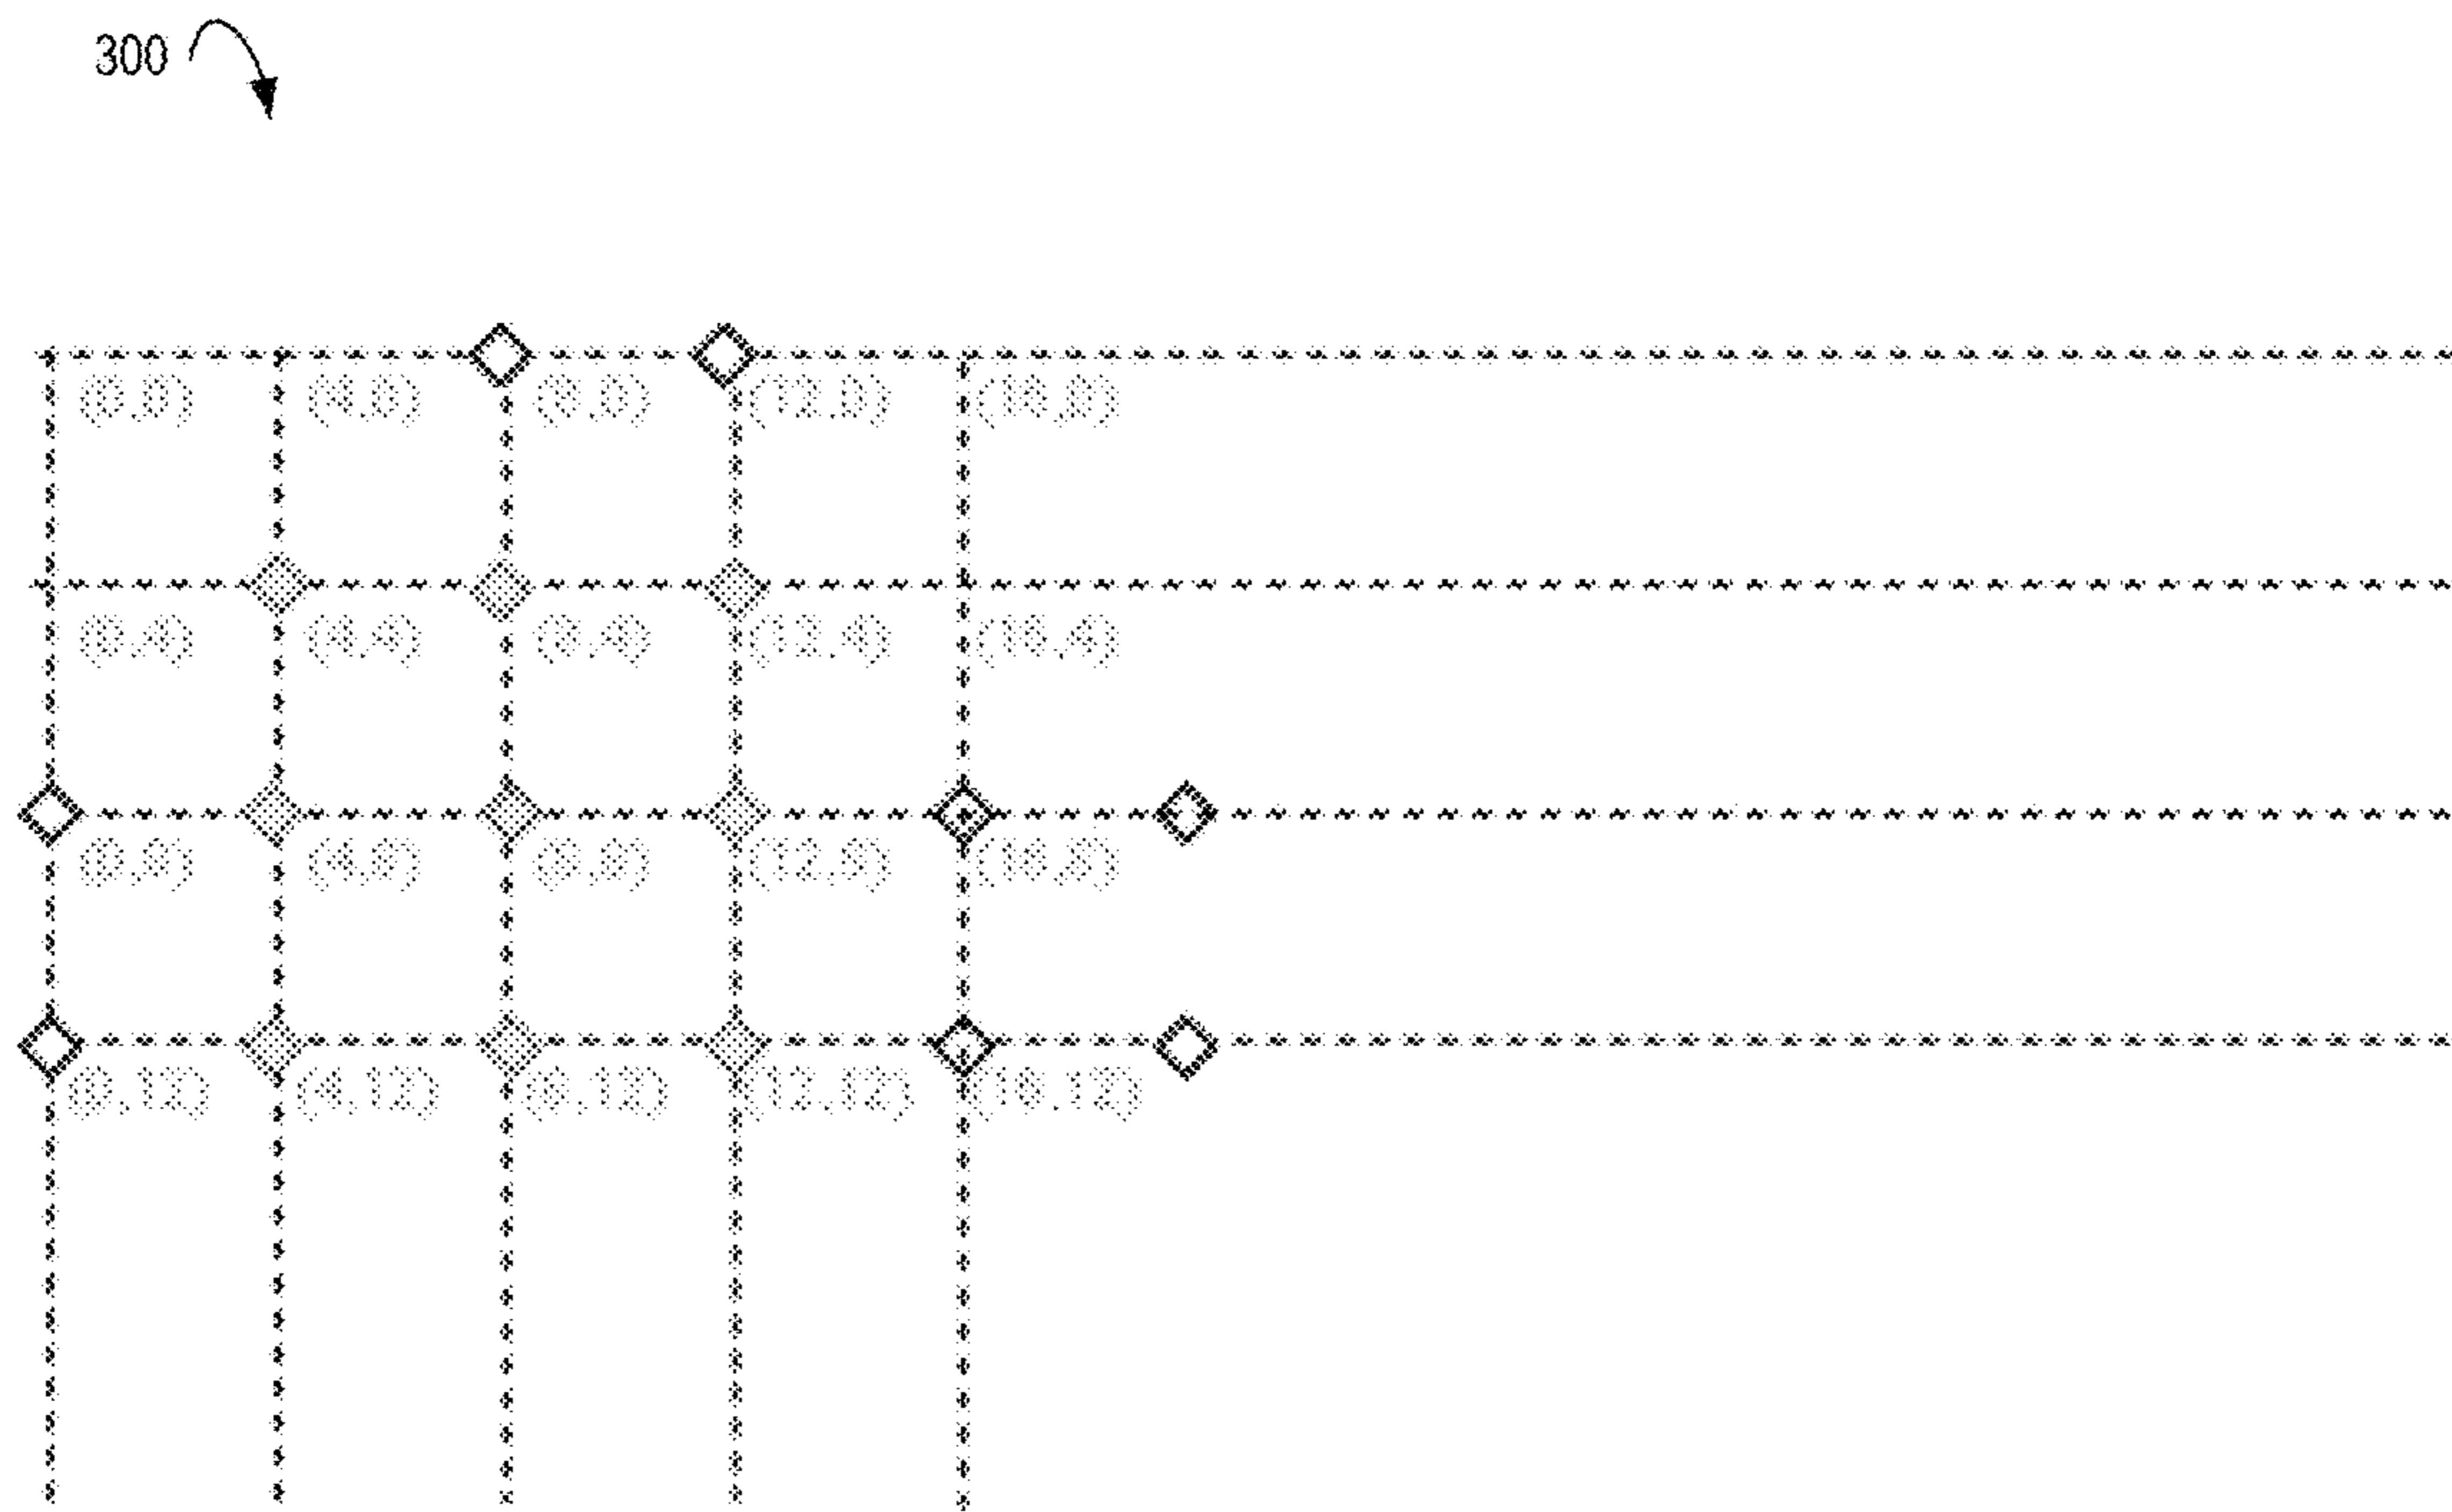 300
(0,0) (4,0) (8,0) (12,0) (16,0)
(0,4) (4,4) (8,4) (12,4) (16,4)
(0,8) (4,8) (8,8) (12,8) (16,8)
(0,12) (4,12) (8,12) (12,12) (16,12)